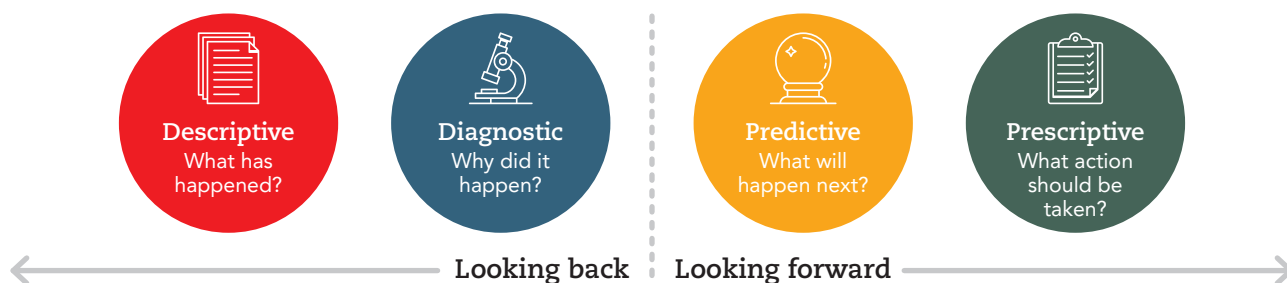 Descriptive
What has
happened?
Diagnostic
Why did it
happen?
Predictive
What will
happen next?
Prescriptive
What action
should be
taken?
Looking back
Looking forward